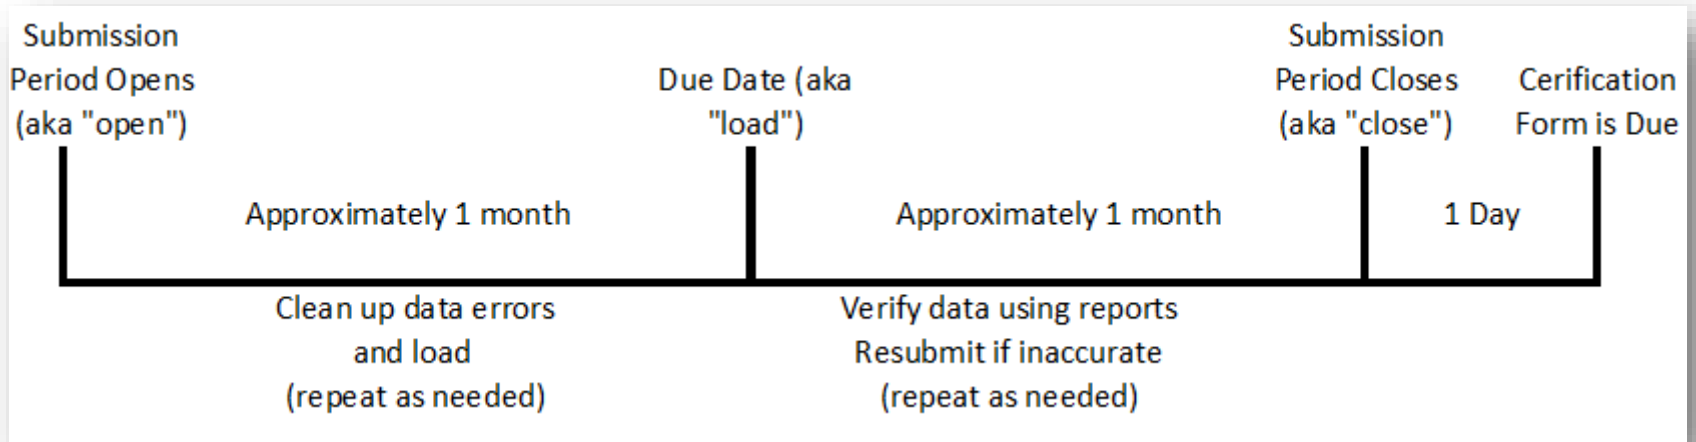 Submission
Period Opens
(aka "open")
Due Date (aka
"load")
Submission
Period Closes
(aka "close")
Cerification
Form is Due
Approximately 1 month
Approximately 1 month
1 Day
Clean up data errors
and load
(repeat as needed)
Verify data using reports
Resubmit if inaccurate
(repeat as needed)